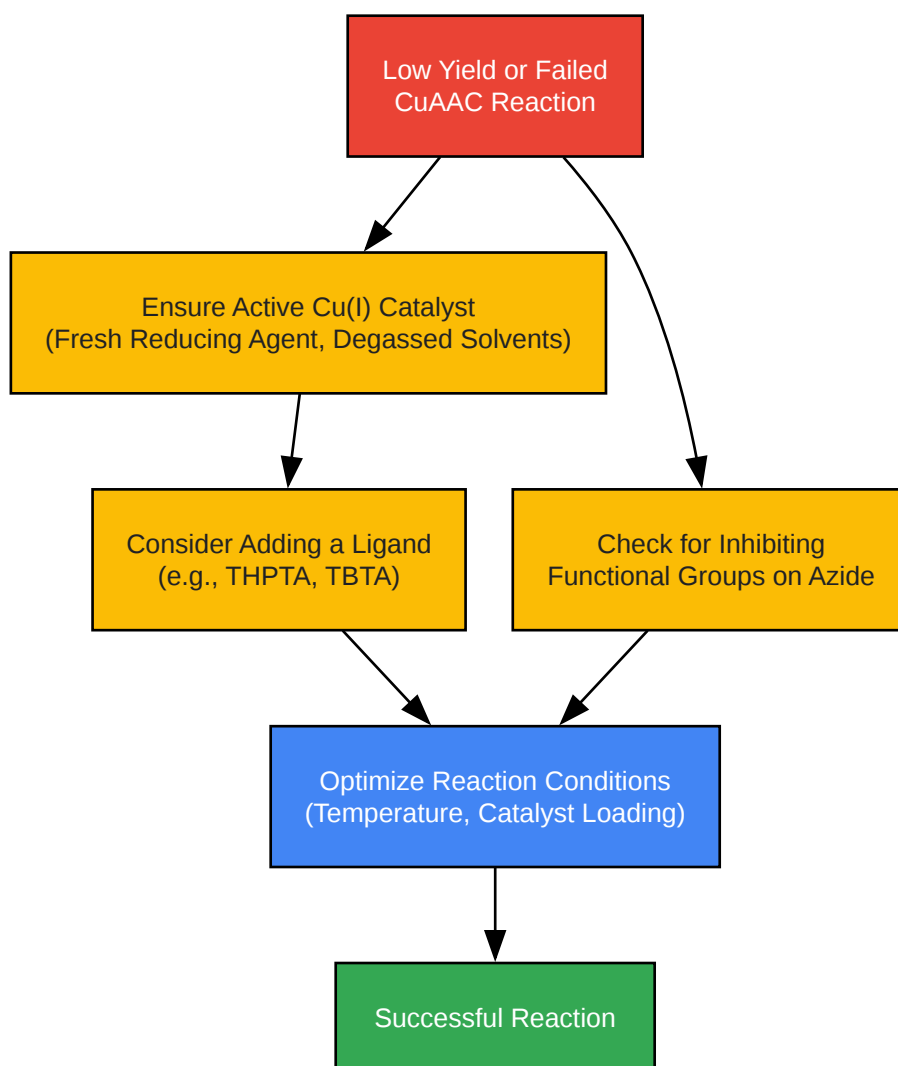 Low Yield or Failed
CuAAC Reaction
Ensure Active Cu(I) Catalyst
(Fresh Reducing Agent, Degassed Solvents)
Consider Adding a Ligand
(e.g., THPTA, TBTA)
Check for Inhibiting
Functional Groups on Azide
Optimize Reaction Conditions
(Temperature, Catalyst Loading)
Successful Reaction